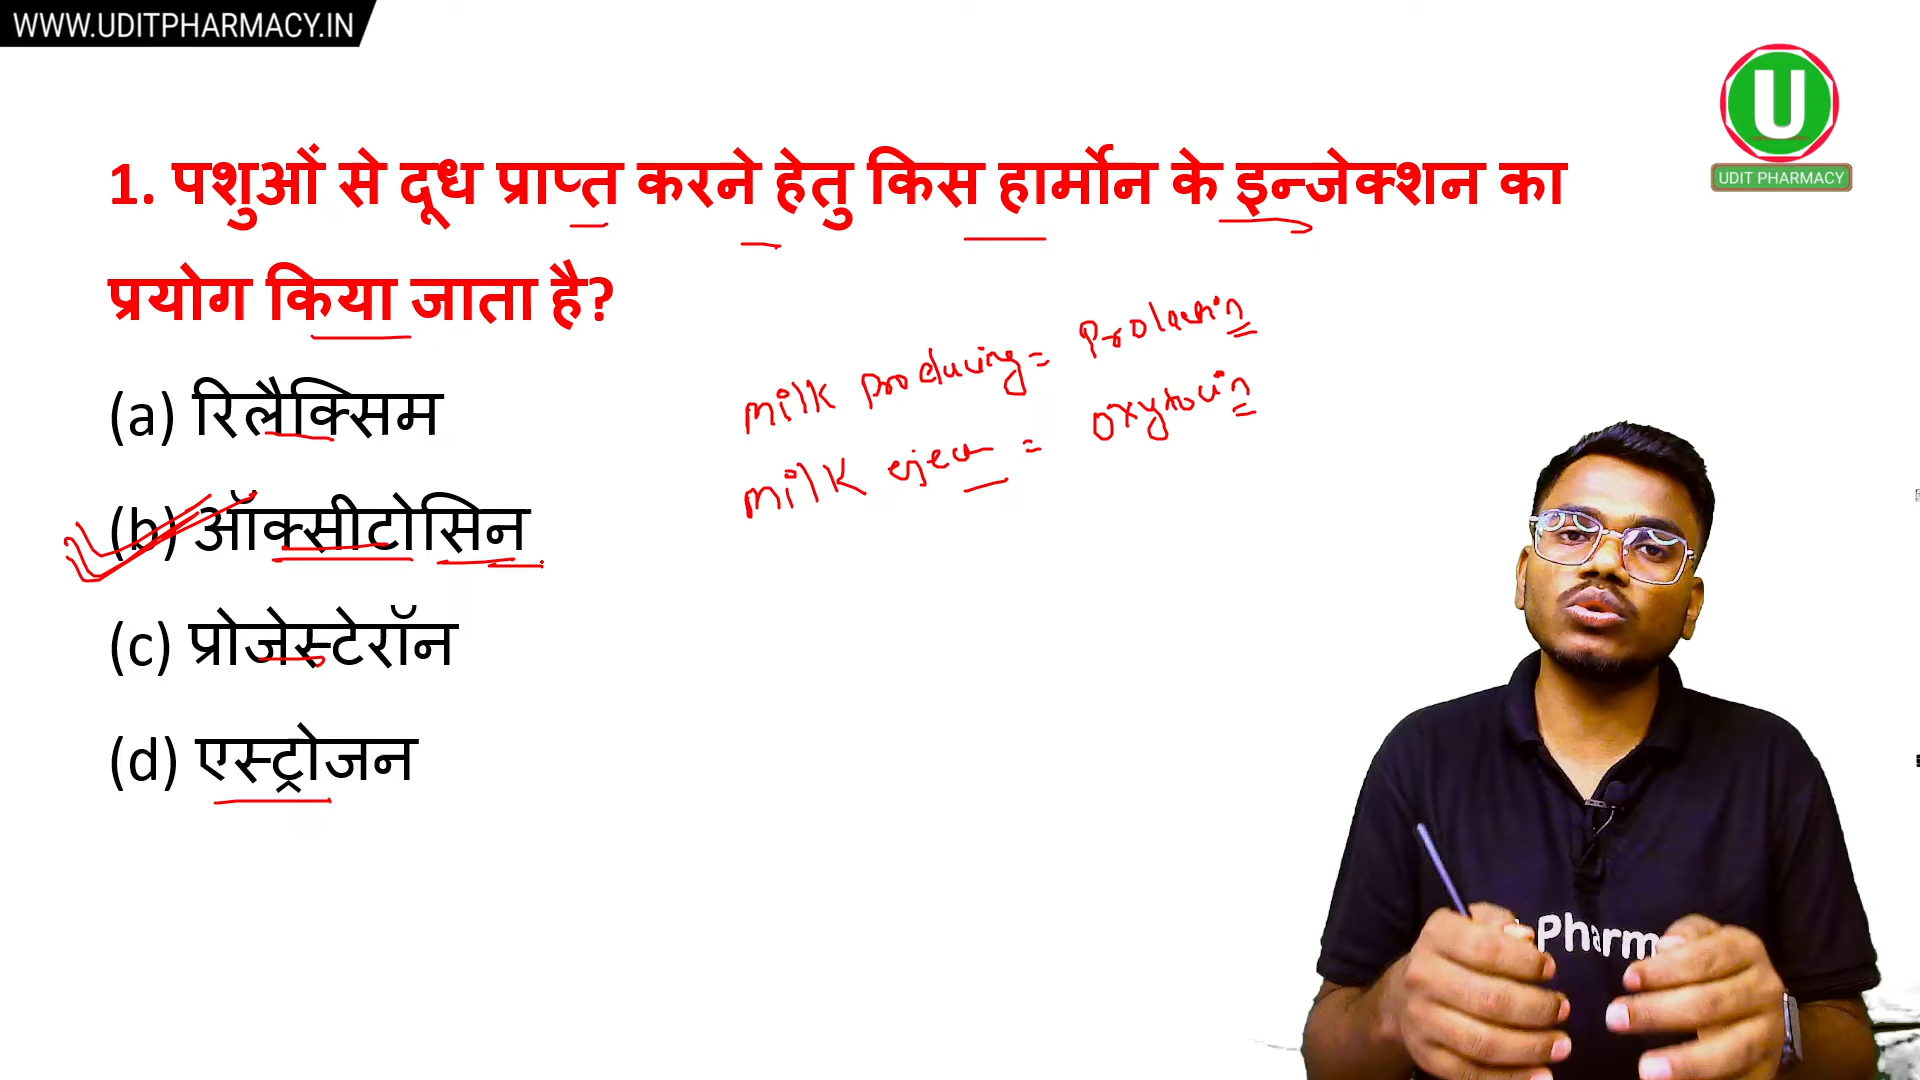 WWW.UDITPHARMACY.IN
U
UDIT PHARMACY
1. पशुओं से दूध प्राप्त करने हेतु किस हार्मोन के इन्जेक्शन का
प्रयोग किया जाता है?
milk producing = Prolactin
milk eject = oxytocin
(a) रिलैक्सिम
(b) ऑक्सीटोसिन
(c) प्रोजेस्टेरॉन
(d) एस्ट्रोजन
Pharm